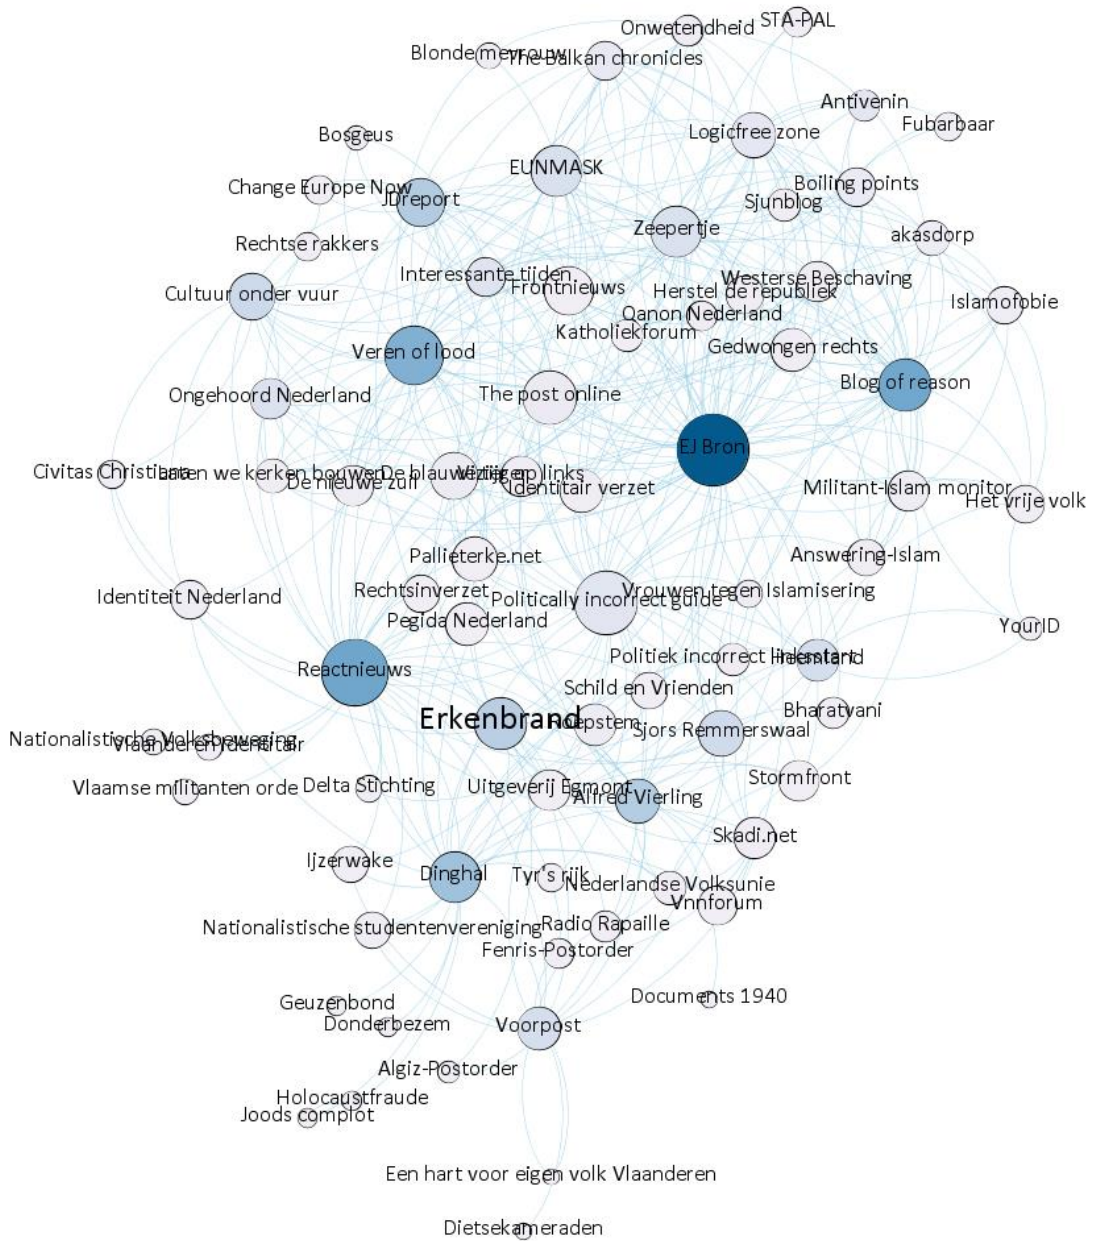 STA-PAL
Onwetendheid
Blonde mevrouw
The Balkan chronicles
Antivenin
Fubarbaar
Logicfree zone
Bosgeus
EUNMASK
Boiling points
Change Europe Now
JDreport
Sjunblog
Zeepertje
akasdorp
Rechtse rakkers
Interessante tijden
Westerse Beschaving
Frontnieuws
Herstel de republiek
Cultuur onder vuur
Islamofobie
Qanon Nederland
Katholiekforum
Gedwongen rechts
Veren of lood
Blog of reason
Ongehoord Nederland
The post online
EJ Bron
Civitas Christiana
Laten we kerken bouwen
De blauwe tijger
Vizier op links
De nieuwe zuil
Identitair verzet
Militant-Islam monitor
Het vrije volk
Pallieterke.net
Answering-Islam
Rechtsinverzet
Vrouwen tegen Islamisering
Identiteit Nederland
Politically incorrect guide
Pegida Nederland
YourID
Politiek incorrect linksstart
Heemland
Reactnieuws
Schild en Vrienden
Bharatvani
Erkenbrand
Roepstem
Sjors Remmerswaal
Nationalistische Volksbeweging
Vlaanderen Identitair
Stormfront
Vlaamse militanten orde
Delta Stichting
Uitgeverij Egmont
Alfred Vierling
Skadi.net
Ijzerwake
Dinghal
Tyr's rijk
Nederlandse Volksunie
Vnnforum
Nationalistische studentenvereniging
Radio Rapaille
Fenris-Postorder
Documents 1940
Geuzenbond
Donderbezem
Voorpost
Algiz-Postorder
Holocaustfraude
Joods complot
Een hart voor eigen volk Vlaanderen
Dietsekameraden